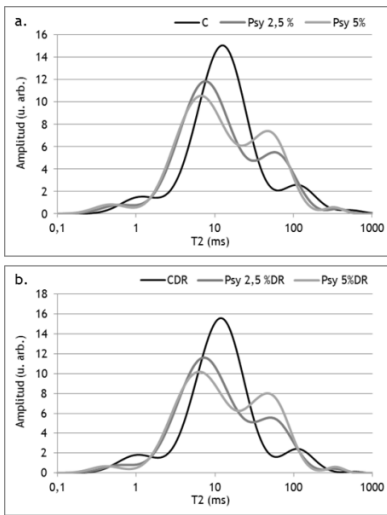 a.
C Psy 2,5 % Psy 5%
Amplitud (u. arb.)
16
14
12
10
8
6
4
2
0
0,1 1 10 100 1000
T2 (ms)
b.
CDR Psy 2,5 %DR Psy 5%DR
Amplitud (u. arb.)
18
16
14
12
10
8
6
4
2
0
0,1 1 10 100 1000
T2 (ms)